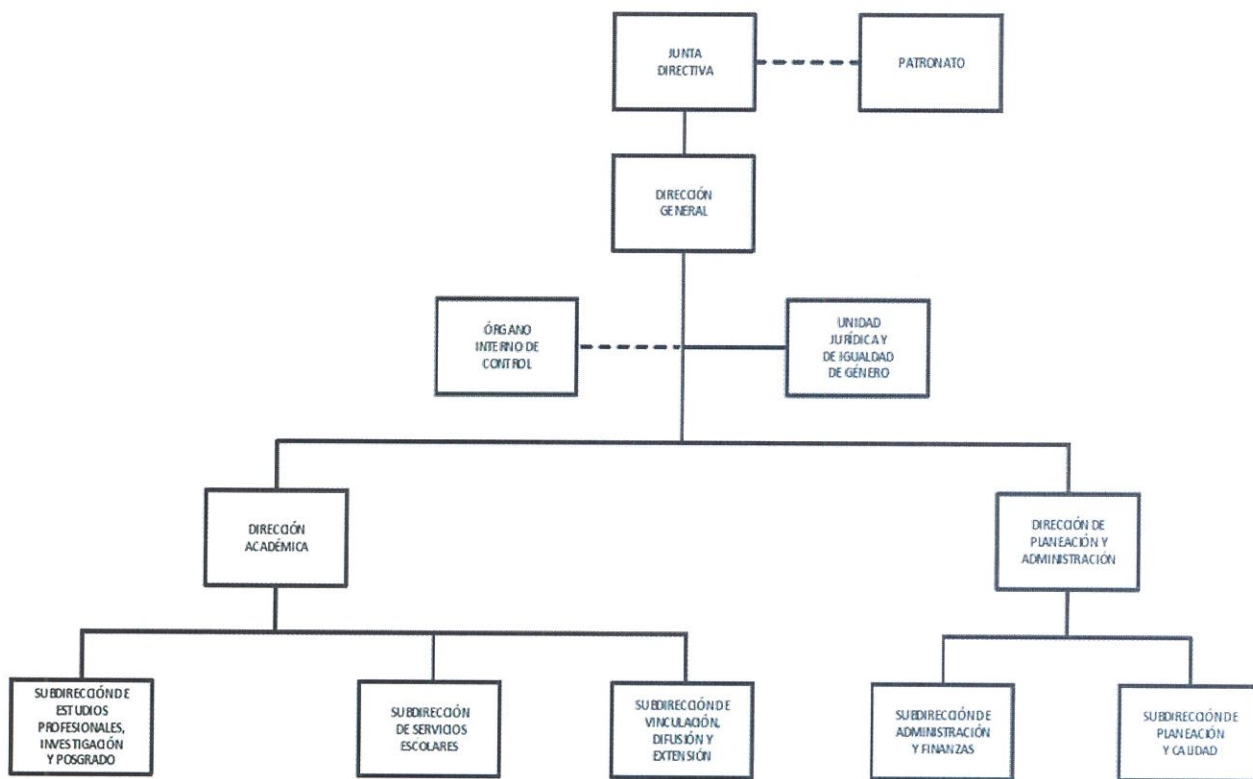 JUNTA
DIRECTIVA
PATRONATO
DIRECCIÓN
GENERAL
ÓRGANO
INTERNO DE
CONTROL
UNIDAD
JURÍDICA Y
DE IGUALDAD
DE GÉNERO
DIRECCIÓN
ACADÉMICA
DIRECCIÓN DE
PLANEACIÓN Y
ADMINISTRACIÓN
SUBDIRECCIÓN DE
ESTUDIOS
PROFESIONALES,
INVESTIGACIÓN
Y POSGRADO
SUBDIRECCIÓN
DE SERVICIOS
ESCOLARES
SUBDIRECCIÓN DE
VINCULACIÓN,
DIFUSIÓN Y
EXTENSIÓN
SUBDIRECCIÓN DE
ADMINISTRACIÓN
Y FINANZAS
SUBDIRECCIÓN DE
PLANEACIÓN
Y CALIDAD